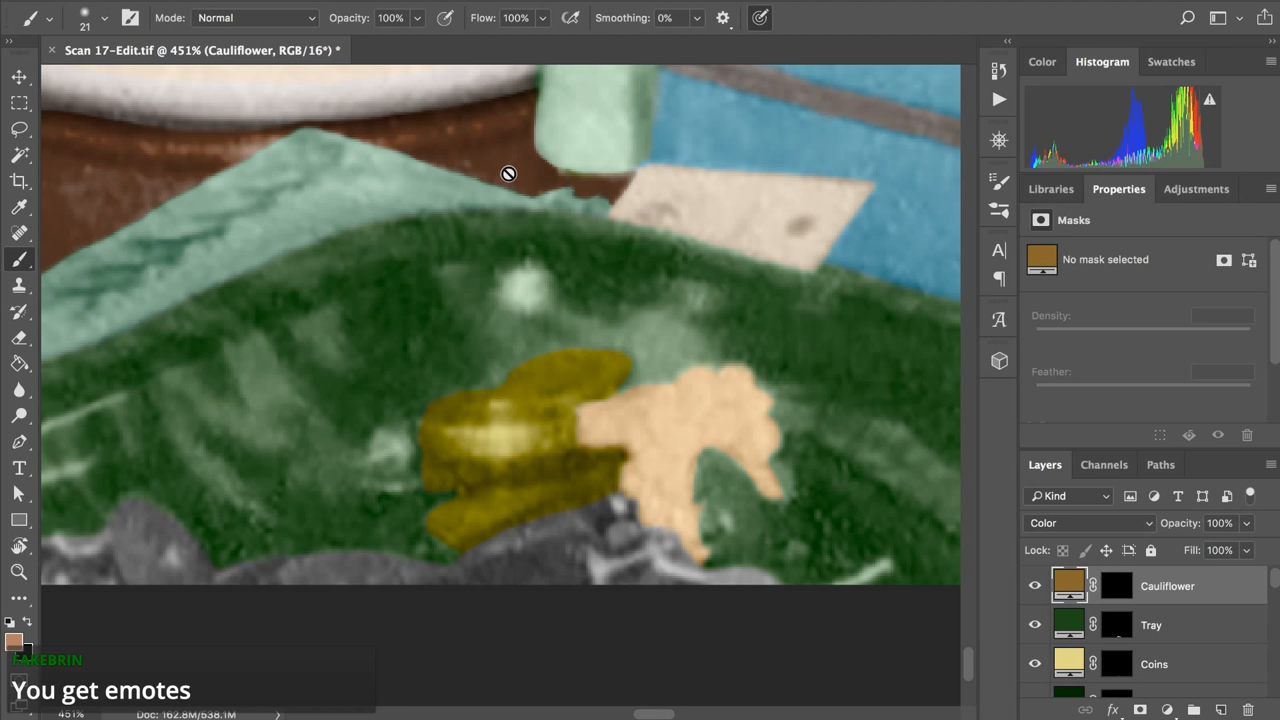 21
Mode: Normal
Opacity: 100%
Flow: 100%
Smoothing: 0%
Scan 17-Edit.tif @ 451% (Cauliflower, RGB/16*) *
Color
Histogram
Swatches
Libraries
Properties
Adjustments
Masks
No mask selected
Density:
Feather:
Layers
Channels
Paths
Kind
Color
Opacity: 100%
Lock:
Fill: 100%
Cauliflower
Tray
Coins
FAKEBRIN
You get emotes
451%
Doc: 162.8M/538.1M